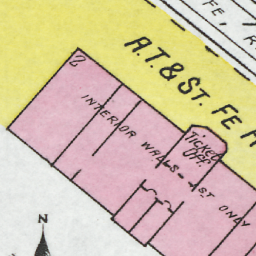 FE, R
A.T. & ST. FE R
2
INTERIOR WALLS - 1ST ONLY
TICKET
OFF.
N